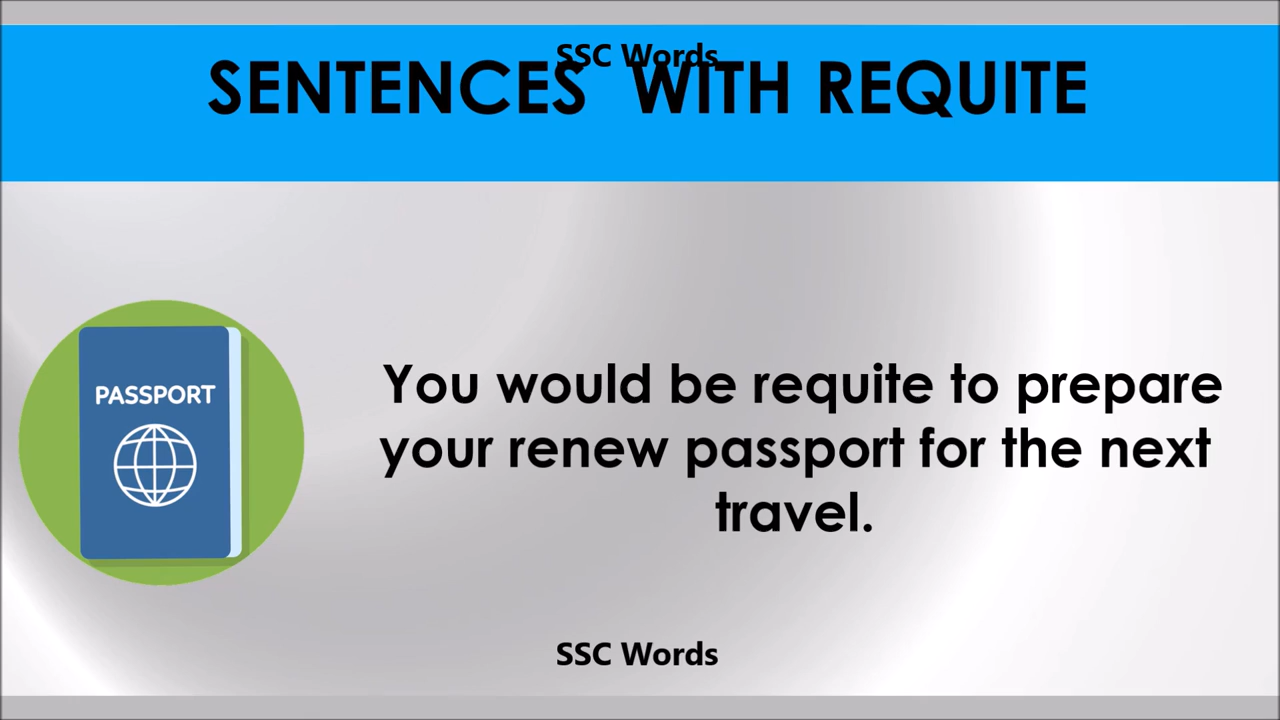 SSC Words
SENTENCES WITH REQUITE
PASSPORT
You would be requite to prepare
your renew passport for the next
travel.
SSC Words